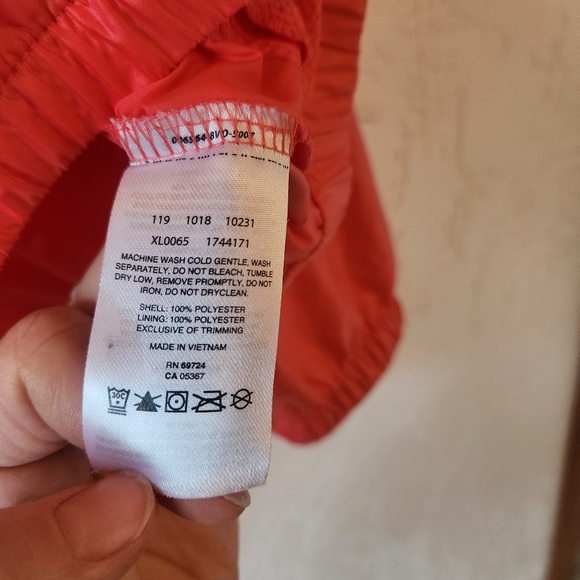 119 1018 10231
XL0065 1744171
MACHINE WASH COLD GENTLE, WASH
SEPARATELY, DO NOT BLEACH, TUMBLE
DRY LOW, REMOVE PROMPTLY, DO NOT
IRON, DO NOT DRYCLEAN.
SHELL: 100% POLYESTER
LINING: 100% POLYESTER
EXCLUSIVE OF TRIMMING
MADE IN VIETNAM
RN 69724
CA 05367
30C